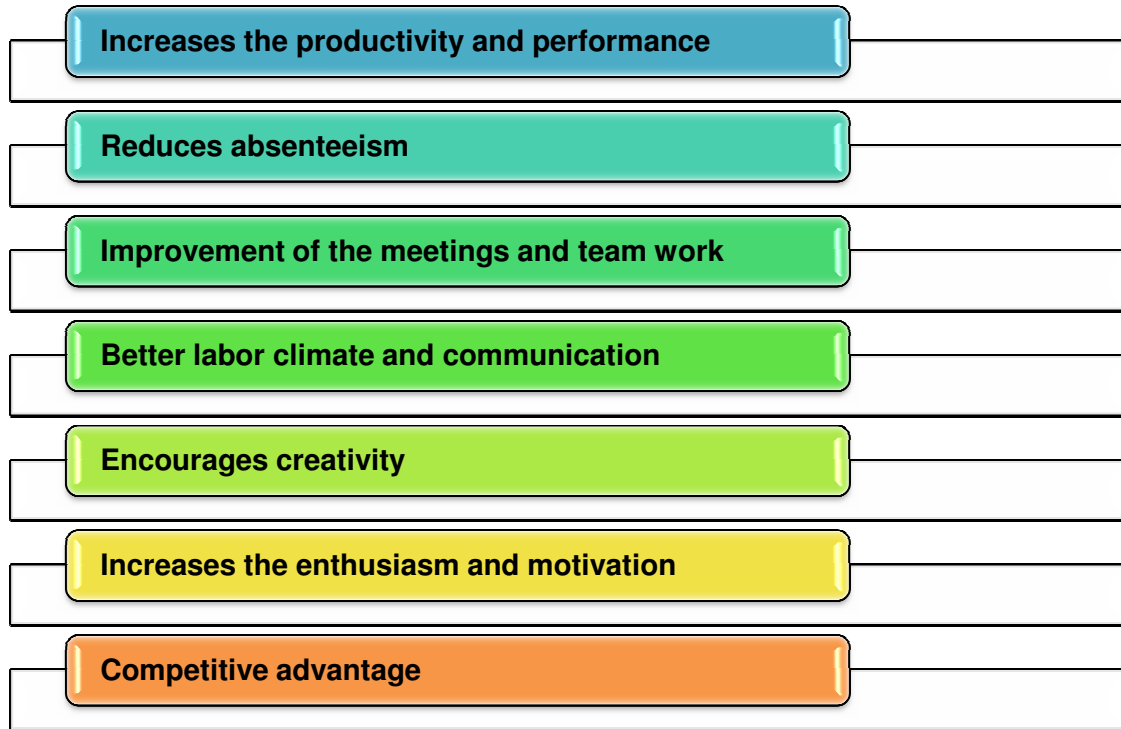 Increases the productivity and performance
Reduces absenteeism
Improvement of the meetings and team work
Better labor climate and communication
Encourages creativity
Increases the enthusiasm and motivation
Competitive advantage